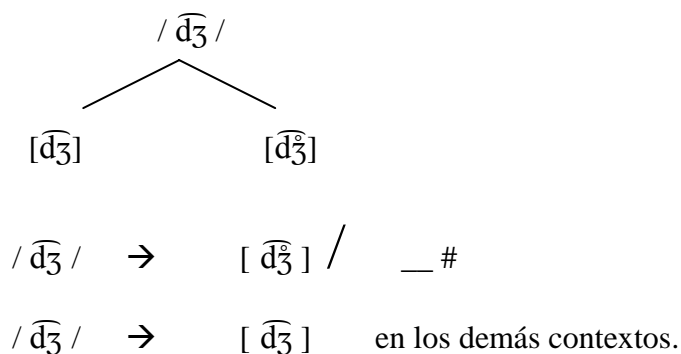 / d͡ʒ /
[d͡ʒ] [d͡ʒ̊]
/ d͡ʒ / → [ d͡ʒ̊ ] / __ #
/ d͡ʒ / → [ d͡ʒ ] en los demás contextos.